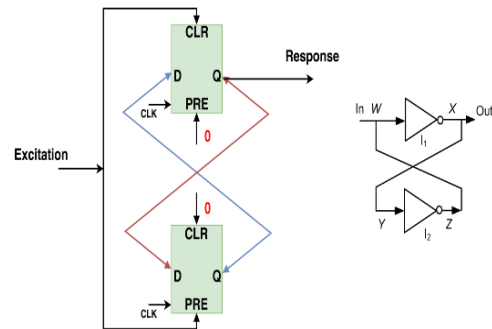 CLR
Response
D Q
CLK PRE
0
In W X Out
I1
Excitation
0
CLR
Y Z
I2
D Q
CLK PRE